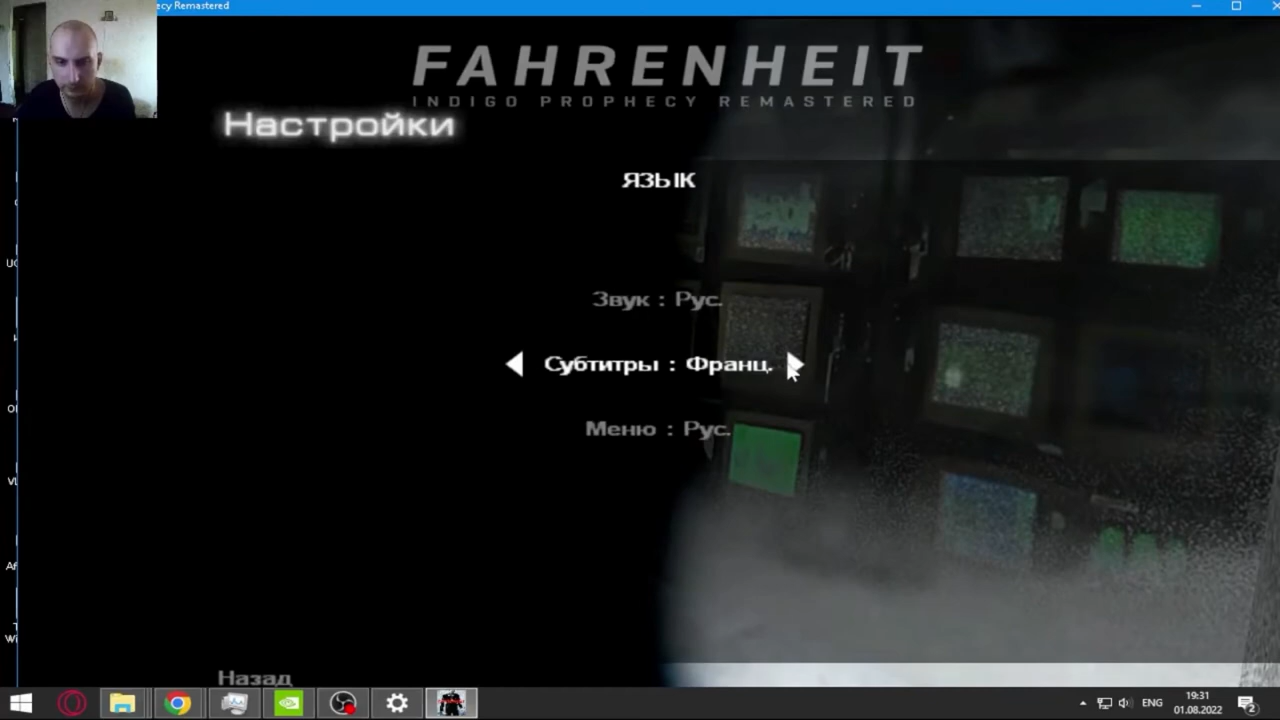 ecy Remastered
FAHRENHEIT
INDIGO PROPHECY REMASTERED
Настройки
ЯЗЫК
Звук : Рус.
Субтитры : Франц.
Меню : Рус.
Назад
ENG
19:31
01.08.2022
2